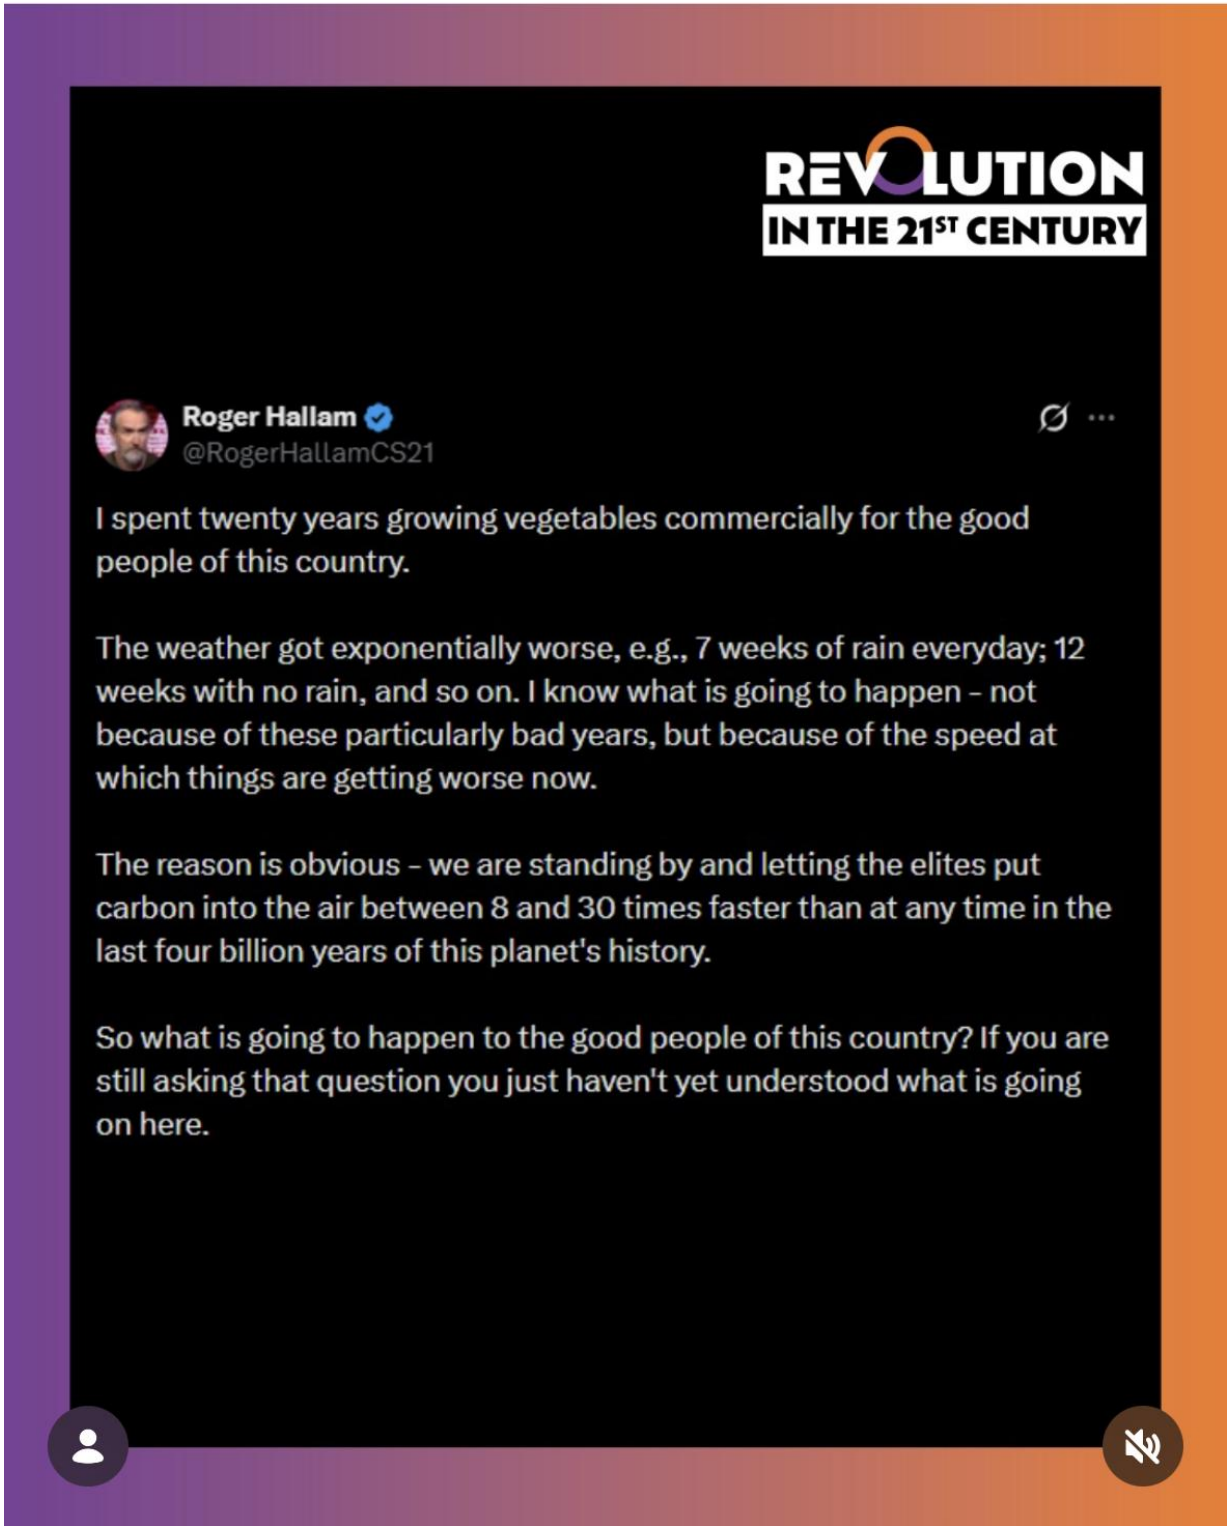 REVOLUTION
IN THE 21ST CENTURY
Roger Hallam
@RogerHallamCS21
I spent twenty years growing vegetables commercially for the good
people of this country.
The weather got exponentially worse, e.g., 7 weeks of rain everyday; 12
weeks with no rain, and so on. I know what is going to happen - not
because of these particularly bad years, but because of the speed at
which things are getting worse now.
The reason is obvious - we are standing by and letting the elites put
carbon into the air between 8 and 30 times faster than at any time in the
last four billion years of this planet's history.
So what is going to happen to the good people of this country? If you are
still asking that question you just haven't yet understood what is going
on here.